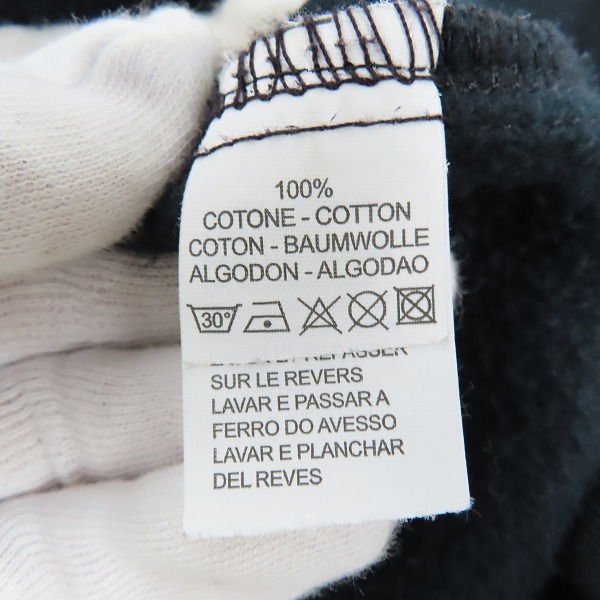 100%
COTONE - COTTON
COTON - BAUMWOLLE
ALGODON - ALGODAO
30°
REPASSER
SUR LE REVERS
LAVAR E PASSAR A
FERRO DO AVESSO
LAVAR E PLANCHAR
DEL REVES